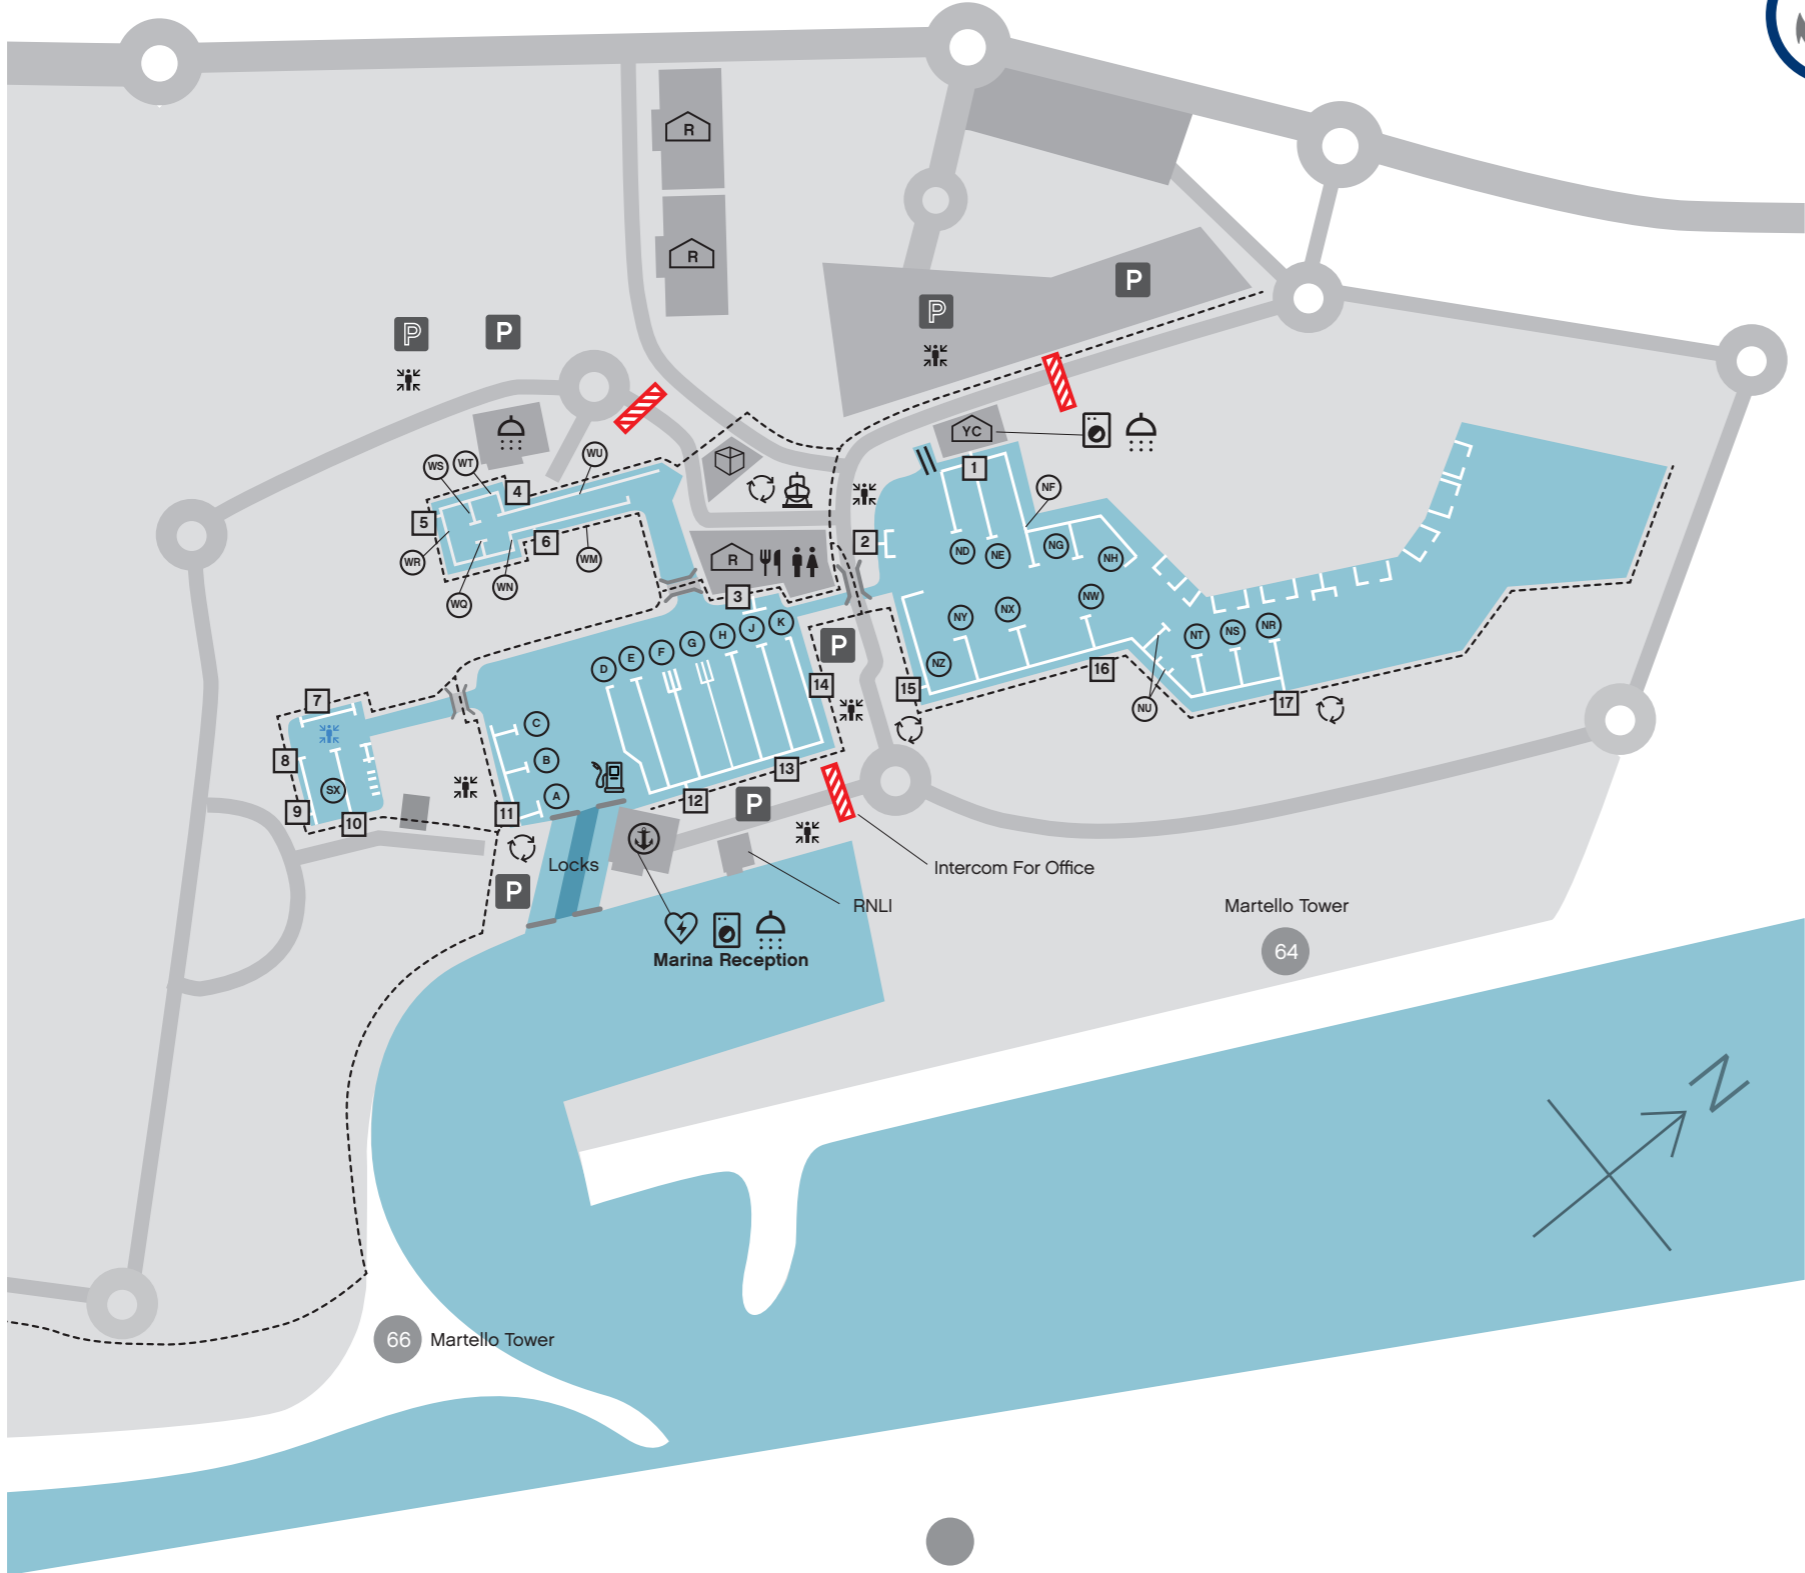 R
R
P
P
P
P
YC
WS
WT
WU
4
5
6
WR
WQ
WN
WM
1
NF
2
ND
NE
NG
NH
R
3
D
E
F
G
H
J
K
P
14
NY
NX
NW
NZ
15
16
NT
NS
NR
NU
17
7
8
SX
9
10
C
B
A
11
12
13
P
P
Locks
Intercom For Office
RNLI
Marina Reception
Martello Tower
64
N
66 Martello Tower